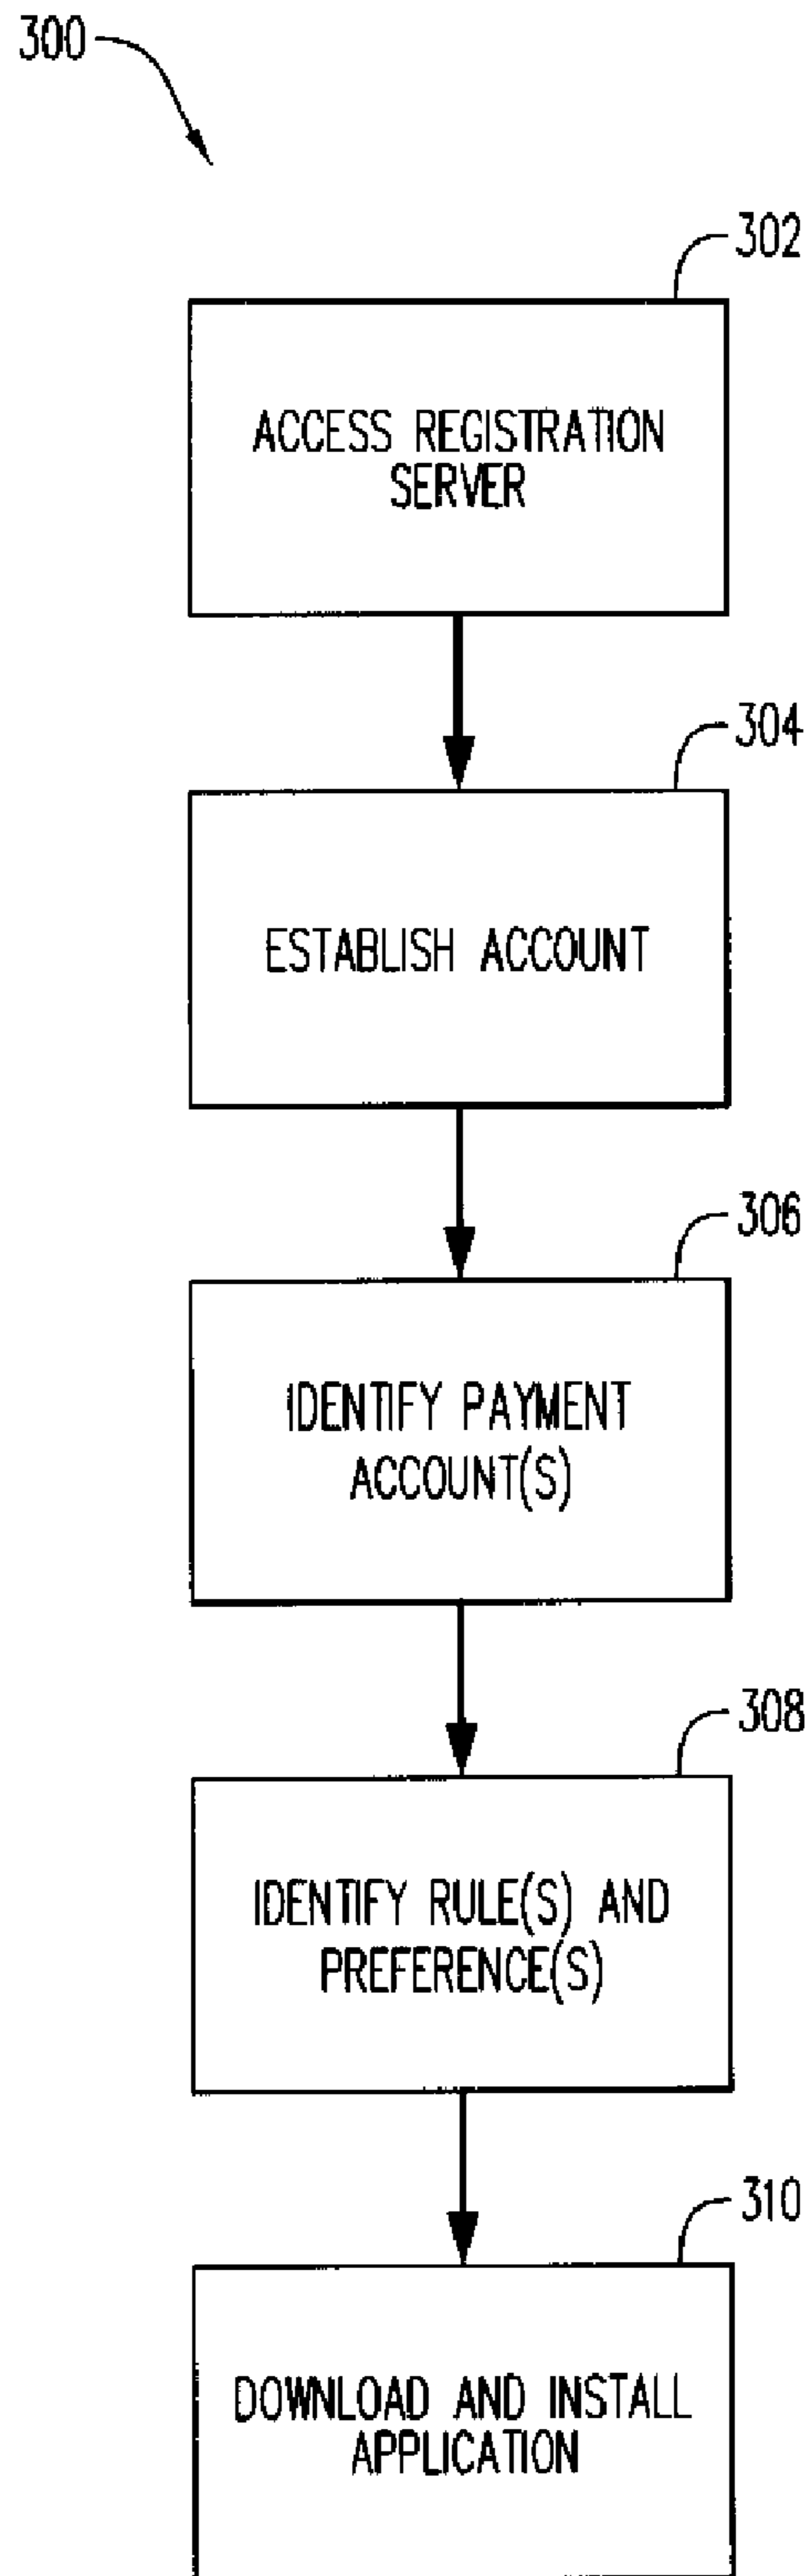 300
302
ACCESS REGISTRATION
SERVER
304
ESTABLISH ACCOUNT
306
IDENTIFY PAYMENT
ACCOUNT(S)
308
IDENTIFY RULE(S) AND
PREFERENCE(S)
310
DOWNLOAD AND INSTALL
APPLICATION